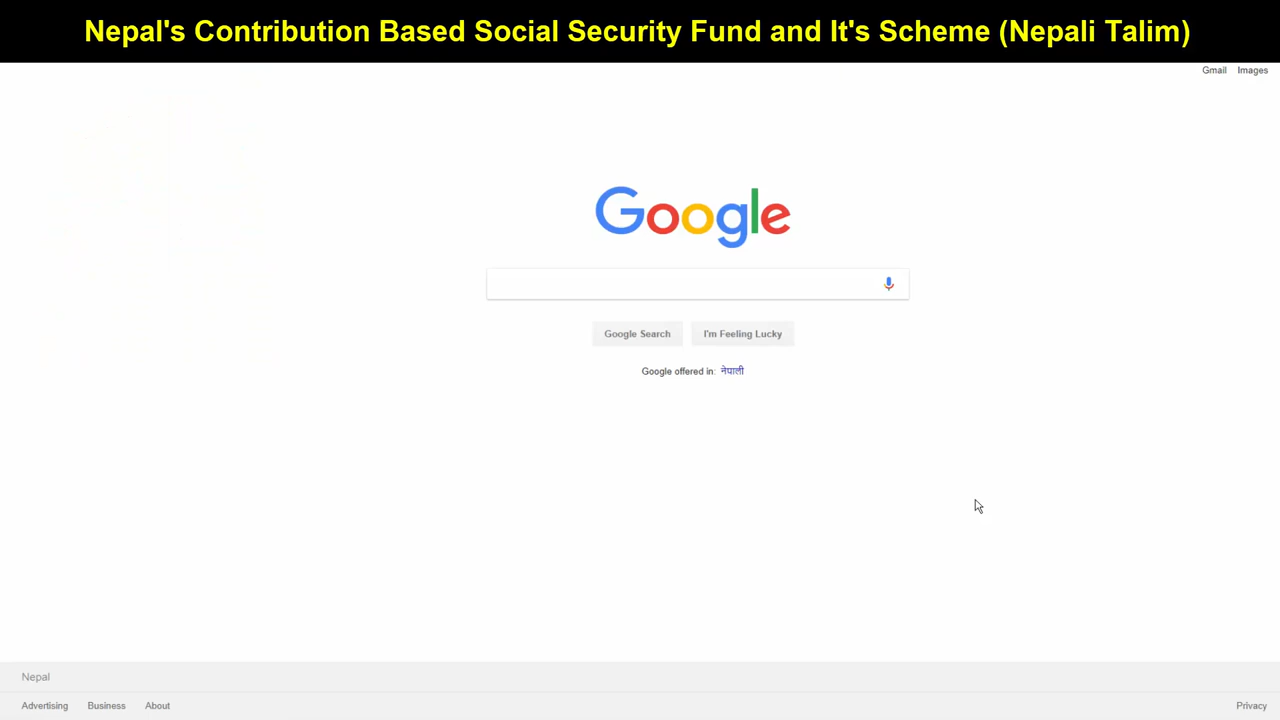 Nepal's Contribution Based Social Security Fund and It's Scheme (Nepali Talim)
Gmail Images
Google
Google Search I'm Feeling Lucky
Google offered in: नेपाली
Nepal
Advertising Business About Privacy